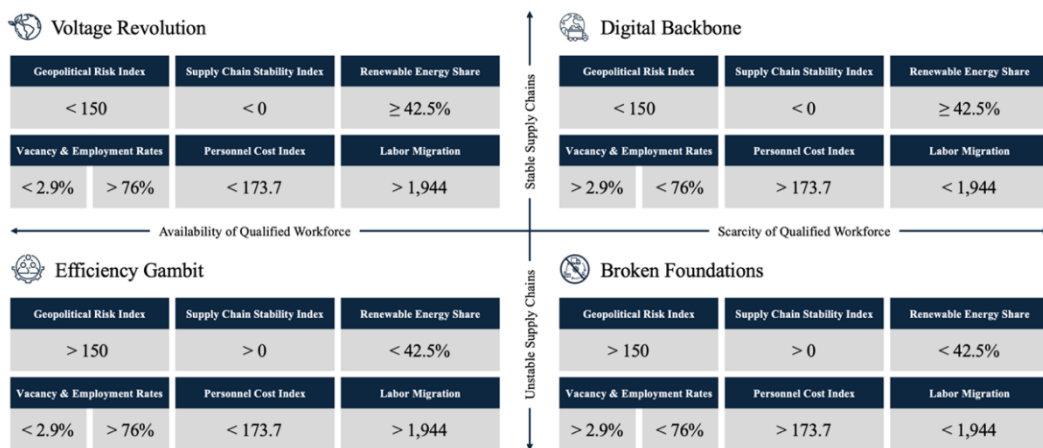 Voltage Revolution
Geopolitical Risk Index Supply Chain Stability Index Renewable Energy Share
< 150 < 0 ≥ 42.5%
Vacancy & Employment Rates Personnel Cost Index Labor Migration
< 2.9% > 76% < 173.7 > 1,944
Digital Backbone
Geopolitical Risk Index Supply Chain Stability Index Renewable Energy Share
< 150 < 0 ≥ 42.5%
Vacancy & Employment Rates Personnel Cost Index Labor Migration
> 2.9% < 76% > 173.7 < 1,944
Stable Supply Chains
Availability of Qualified Workforce
Scarcity of Qualified Workforce
Unstable Supply Chains
Efficiency Gambit
Geopolitical Risk Index Supply Chain Stability Index Renewable Energy Share
> 150 > 0 < 42.5%
Vacancy & Employment Rates Personnel Cost Index Labor Migration
< 2.9% > 76% < 173.7 > 1,944
Broken Foundations
Geopolitical Risk Index Supply Chain Stability Index Renewable Energy Share
> 150 > 0 < 42.5%
Vacancy & Employment Rates Personnel Cost Index Labor Migration
> 2.9% < 76% > 173.7 < 1,944